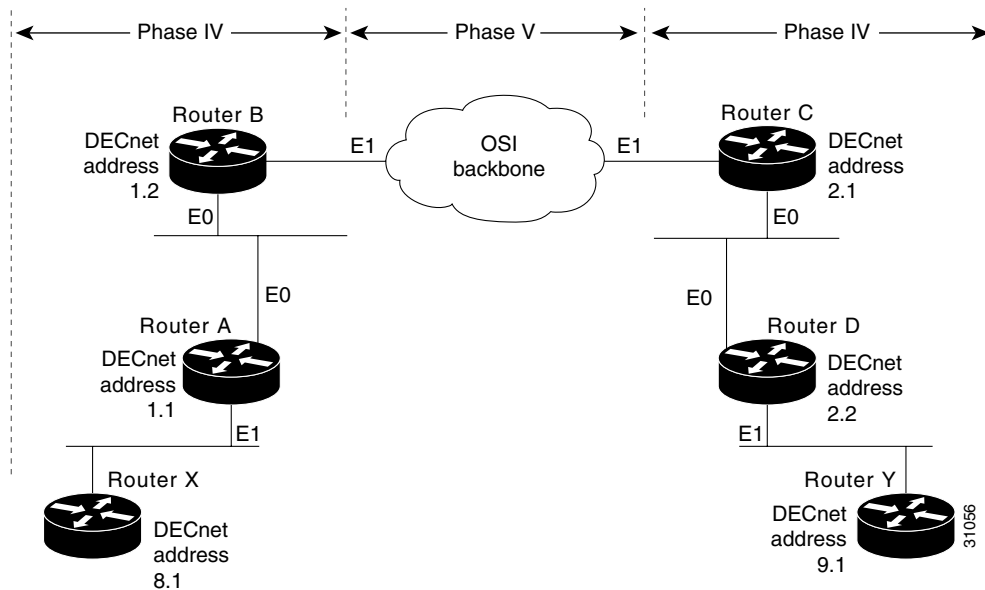 Phase IV
Phase V
Phase IV
Router B
DECnet
address
1.2
E1
OSI
backbone
E1
Router C
DECnet
address
2.1
E0
E0
E0
E0
Router A
DECnet
address
1.1
Router D
DECnet
address
2.2
E1
E1
Router X
DECnet
address
8.1
Router Y
DECnet
address
9.1
31056